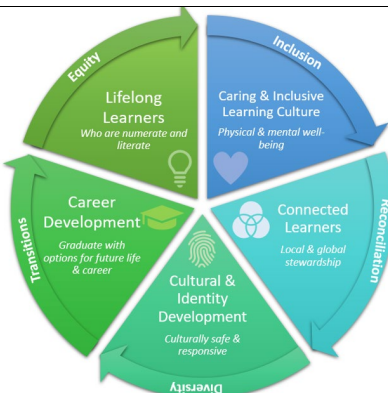 Equity
Lifelong
Learners
Who are numerate and
literate
Inclusion
Caring & Inclusive
Learning Culture
Physical & mental well-
being
Reconciliation
Connected
Learners
Local & global
stewardship
Diversity
Cultural &
Identity
Development
Culturally safe &
responsive
Transitions
Career
Development
Graduate with
options for future life
& career